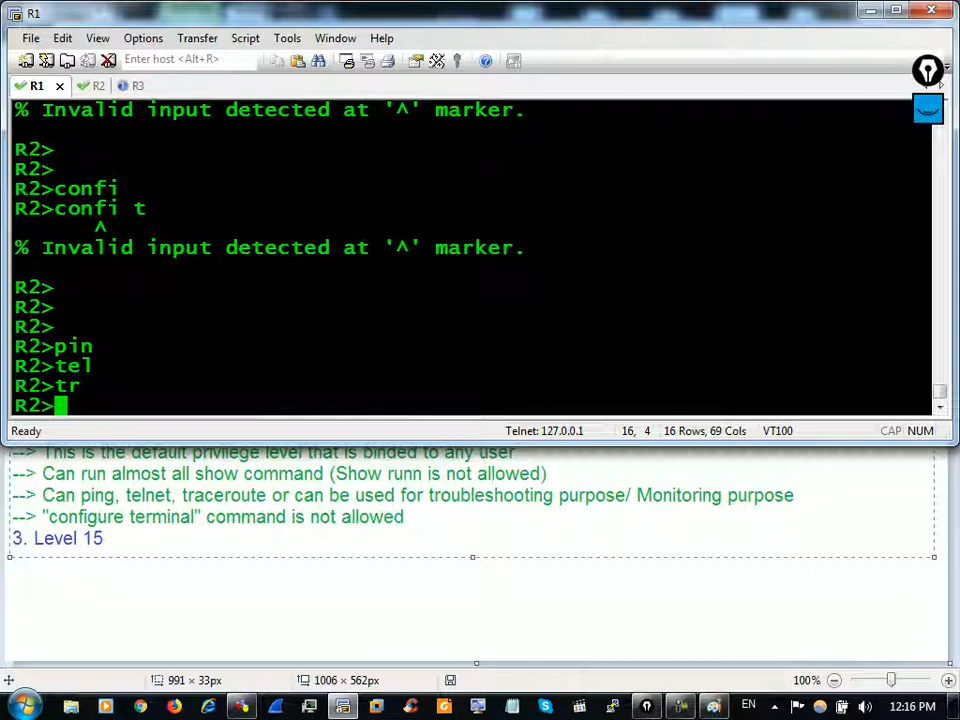 R1
File Edit View Options Transfer Script Tools Window Help
Enter host <Alt+R>
R1 R2 R3
% Invalid input detected at '^' marker.
R2>
R2>
R2>confi
R2>confi t
^
% Invalid input detected at '^' marker.
R2>
R2>
R2>
R2>pin
R2>tel
R2>tr
R2>
Ready Telnet: 127.0.0.1 16, 4 16 Rows, 69 Cols VT100 CAP NUM
--> This is the default privilege level that is binded to any user
--> Can run almost all show command (Show runn is not allowed)
--> Can ping, telnet, traceroute or can be used for troubleshooting purpose/ Monitoring purpose
--> "configure terminal" command is not allowed
3. Level 15
991 × 33px 1006 × 562px 100%
EN 12:16 PM